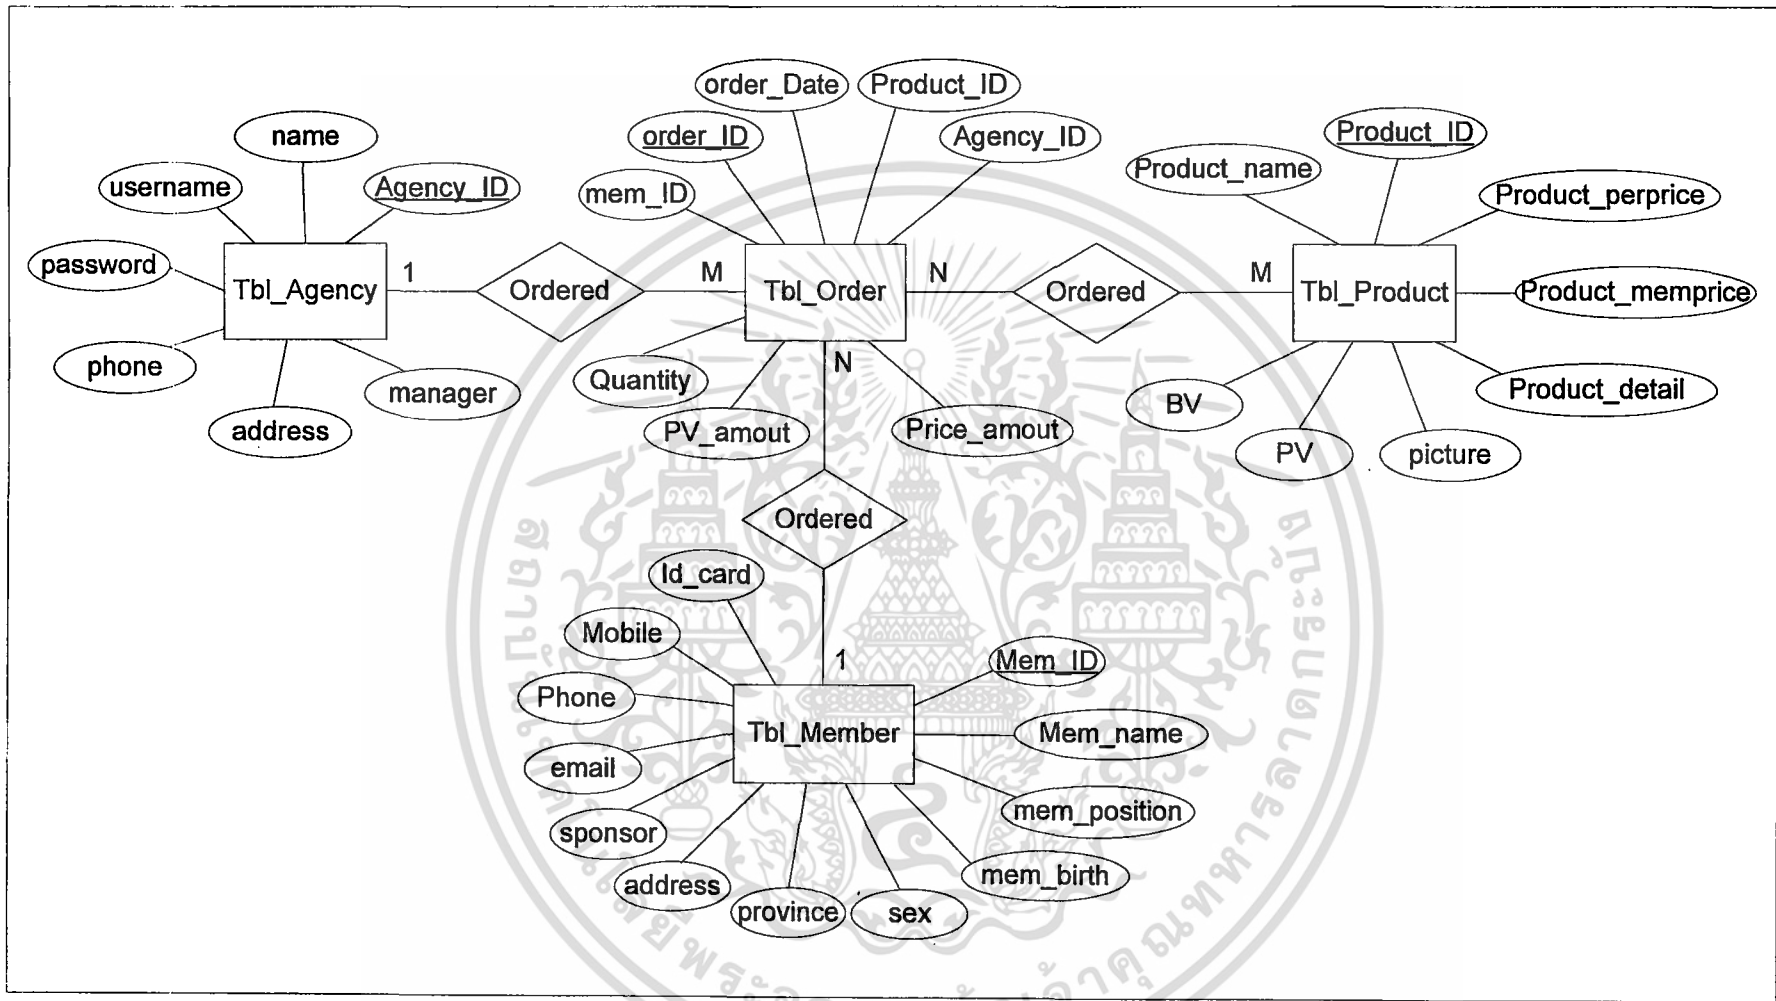 order_Date
Product_ID
name
order_ID
Agency_ID
Product_ID
Product_name
username
Agency_ID
mem_ID
Product_perprice
password
Tbl_Agency
1
Ordered
M
Tbl_Order
N
Ordered
M
Tbl_Product
Product_memprice
phone
manager
address
Quantity
PV_amout
N
Price_amout
BV
PV
picture
Product_detail
Ordered
Id_card
Mobile
1
Mem_ID
Phone
Tbl_Member
Mem_name
email
mem_position
sponsor
mem_birth
address
province
sex